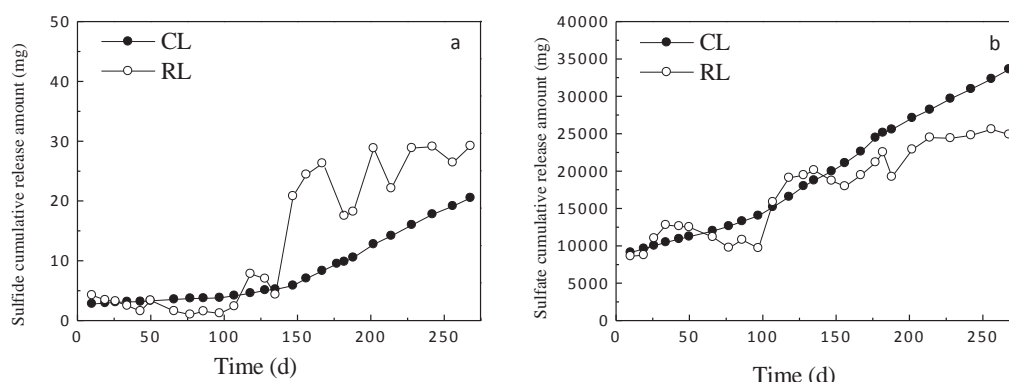 50
40
30
20
10
0
CL
RL
a
0 50 100 150 200 250
Time (d)
Sulfide cumulative release amount (mg)
40000
35000
30000
25000
20000
15000
10000
5000
0
CL
RL
b
0 50 100 150 200 250
Time (d)
Sulfate cumulative release amount (mg)